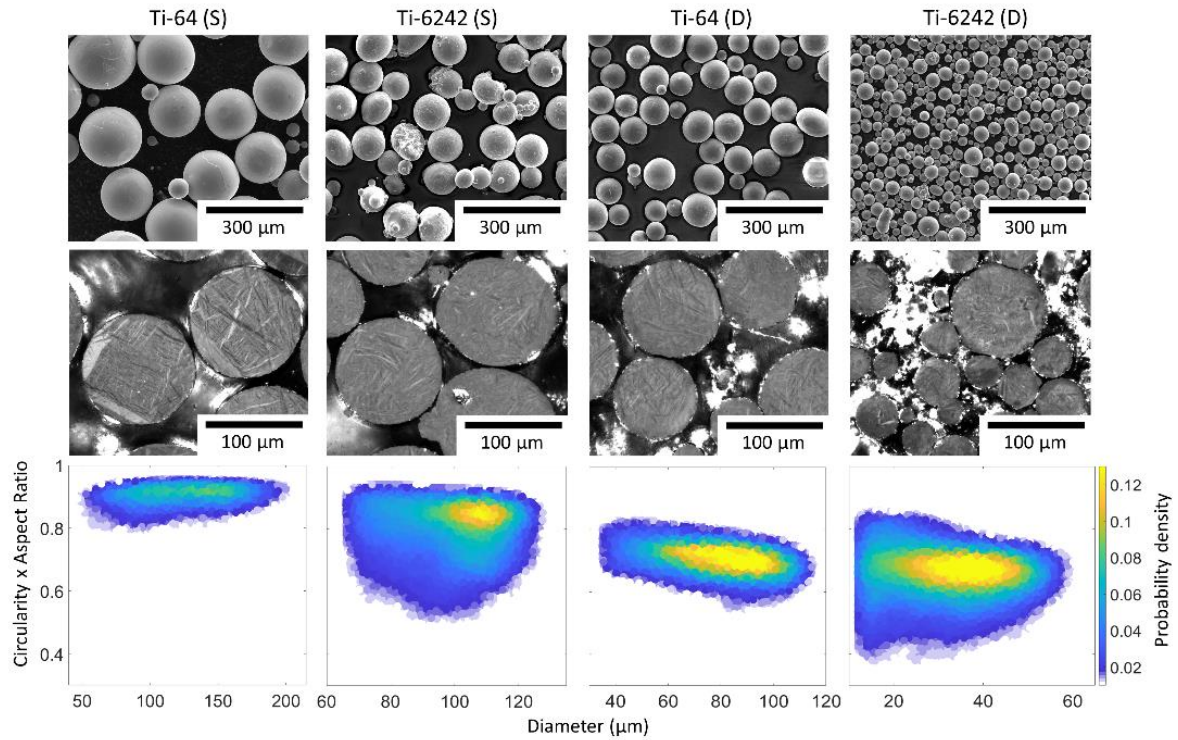 Ti-64 (S) Ti-6242 (S) Ti-64 (D) Ti-6242 (D)
300 µm 300 µm 300 µm 300 µm
100 µm 100 µm 100 µm 100 µm
Circularity x Aspect Ratio
1
0.8
0.6
0.4
50 100 150 200
60 80 100 120
40 60 80 100 120
20 40 60
Diameter (µm)
0.12
0.1
0.08
0.06
0.04
0.02
Probability density